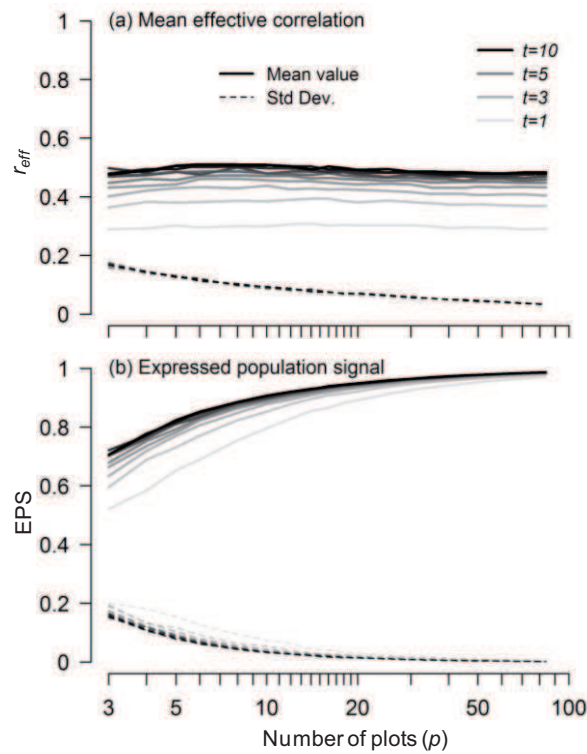 (a) Mean effective correlation
Mean value
Std Dev.
t=10
t=5
t=3
t=1
1
0.8
0.6
0.4
0.2
0
r_eff
(b) Expressed population signal
1
0.8
0.6
0.4
0.2
0
EPS
3 5 10 20 50 100
Number of plots (p)